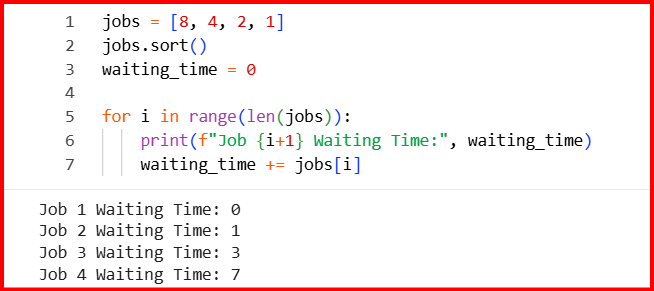 1 jobs = [8, 4, 2, 1]
2 jobs.sort()
3 waiting_time = 0
4
5 for i in range(len(jobs)):
6     print(f"Job {i+1} Waiting Time:", waiting_time)
7     waiting_time += jobs[i]
Job 1 Waiting Time: 0
Job 2 Waiting Time: 1
Job 3 Waiting Time: 3
Job 4 Waiting Time: 7